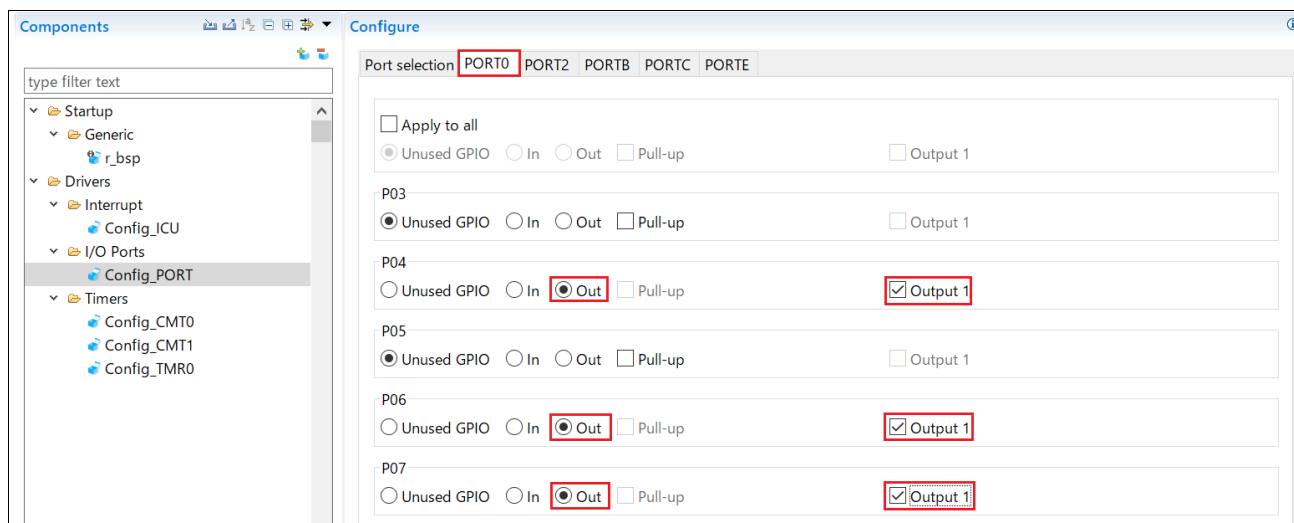 Components
type filter text
Startup
Generic
r_bsp
Drivers
Interrupt
Config_ICU
I/O Ports
Config_PORT
Timers
Config_CMT0
Config_CMT1
Config_TMR0
Configure
Port selection PORT0 PORT2 PORTB PORTC PORTE
Apply to all
Unused GPIO In Out Pull-up Output 1
P03
Unused GPIO In Out Pull-up Output 1
P04
Unused GPIO In Out Pull-up Output 1
P05
Unused GPIO In Out Pull-up Output 1
P06
Unused GPIO In Out Pull-up Output 1
P07
Unused GPIO In Out Pull-up Output 1